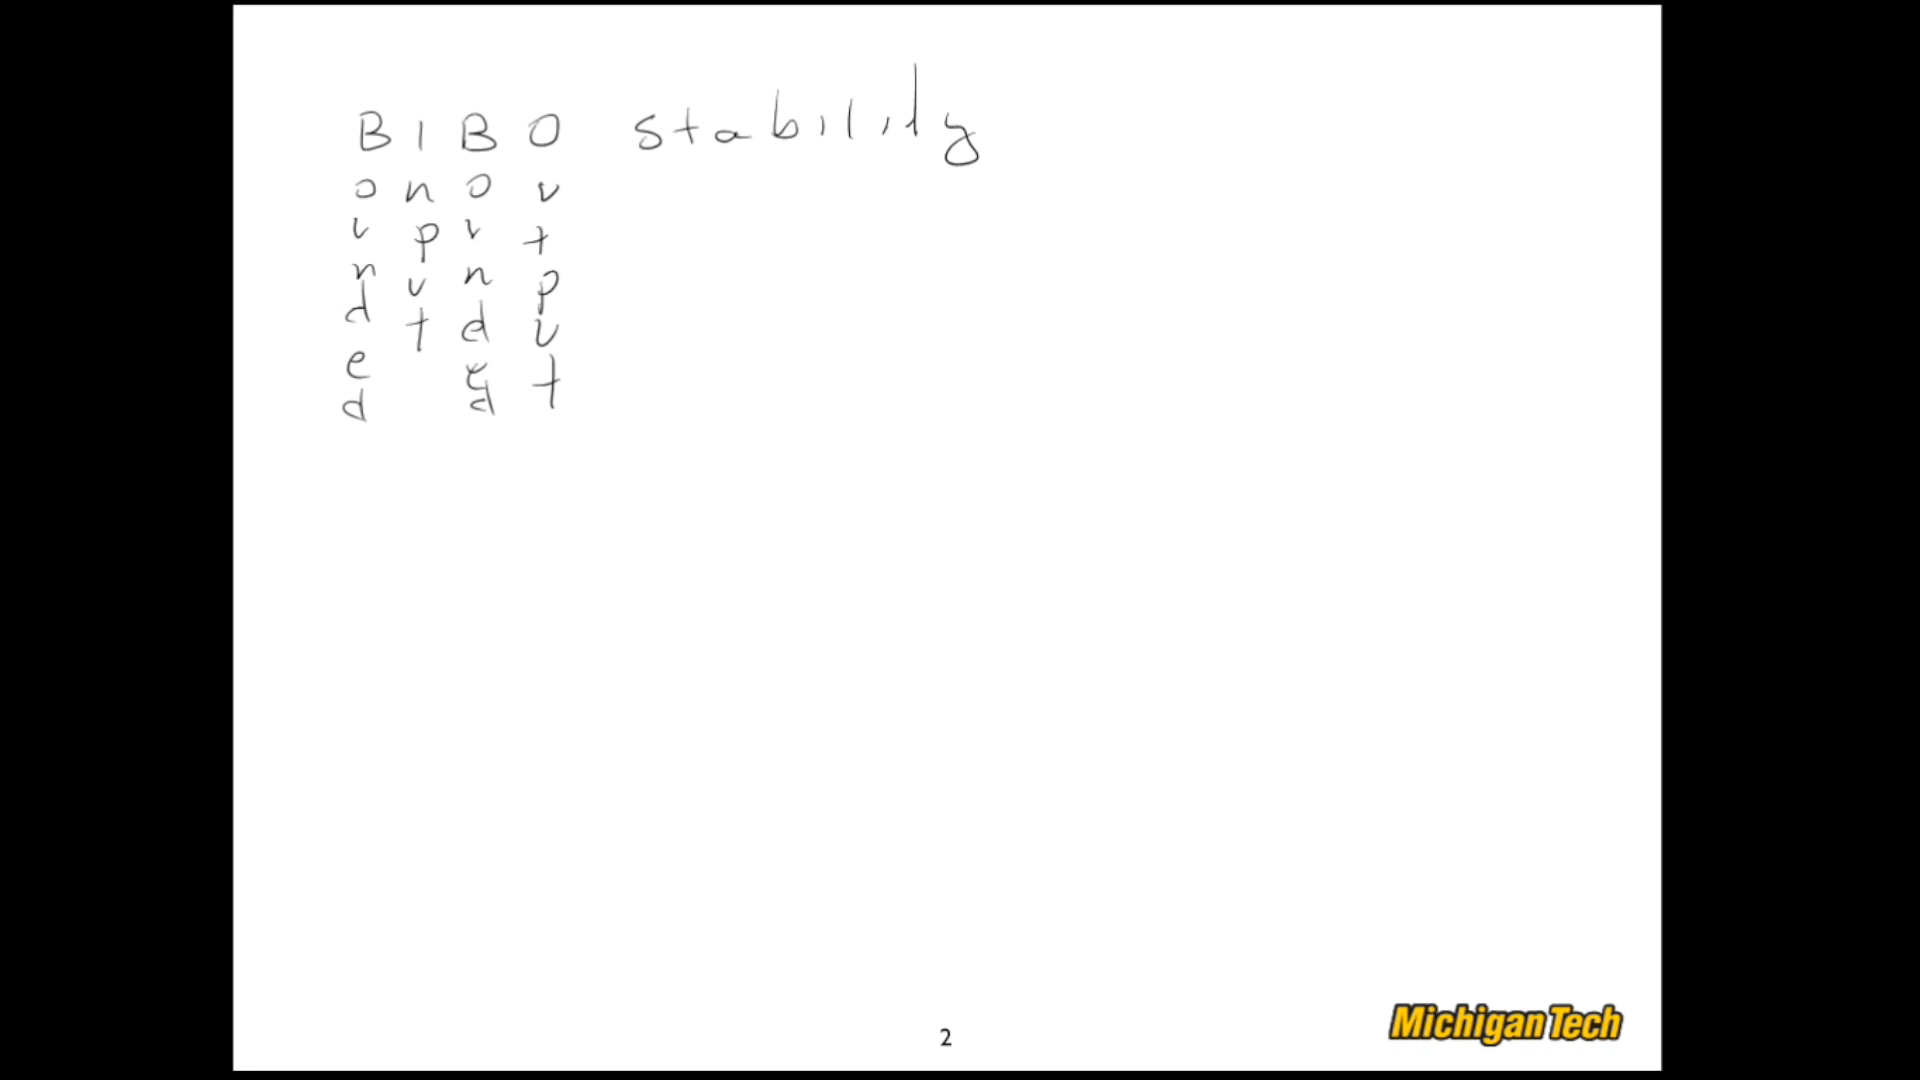 BIBO stability
Bounded
Input
Bounded
Output
2
Michigan Tech